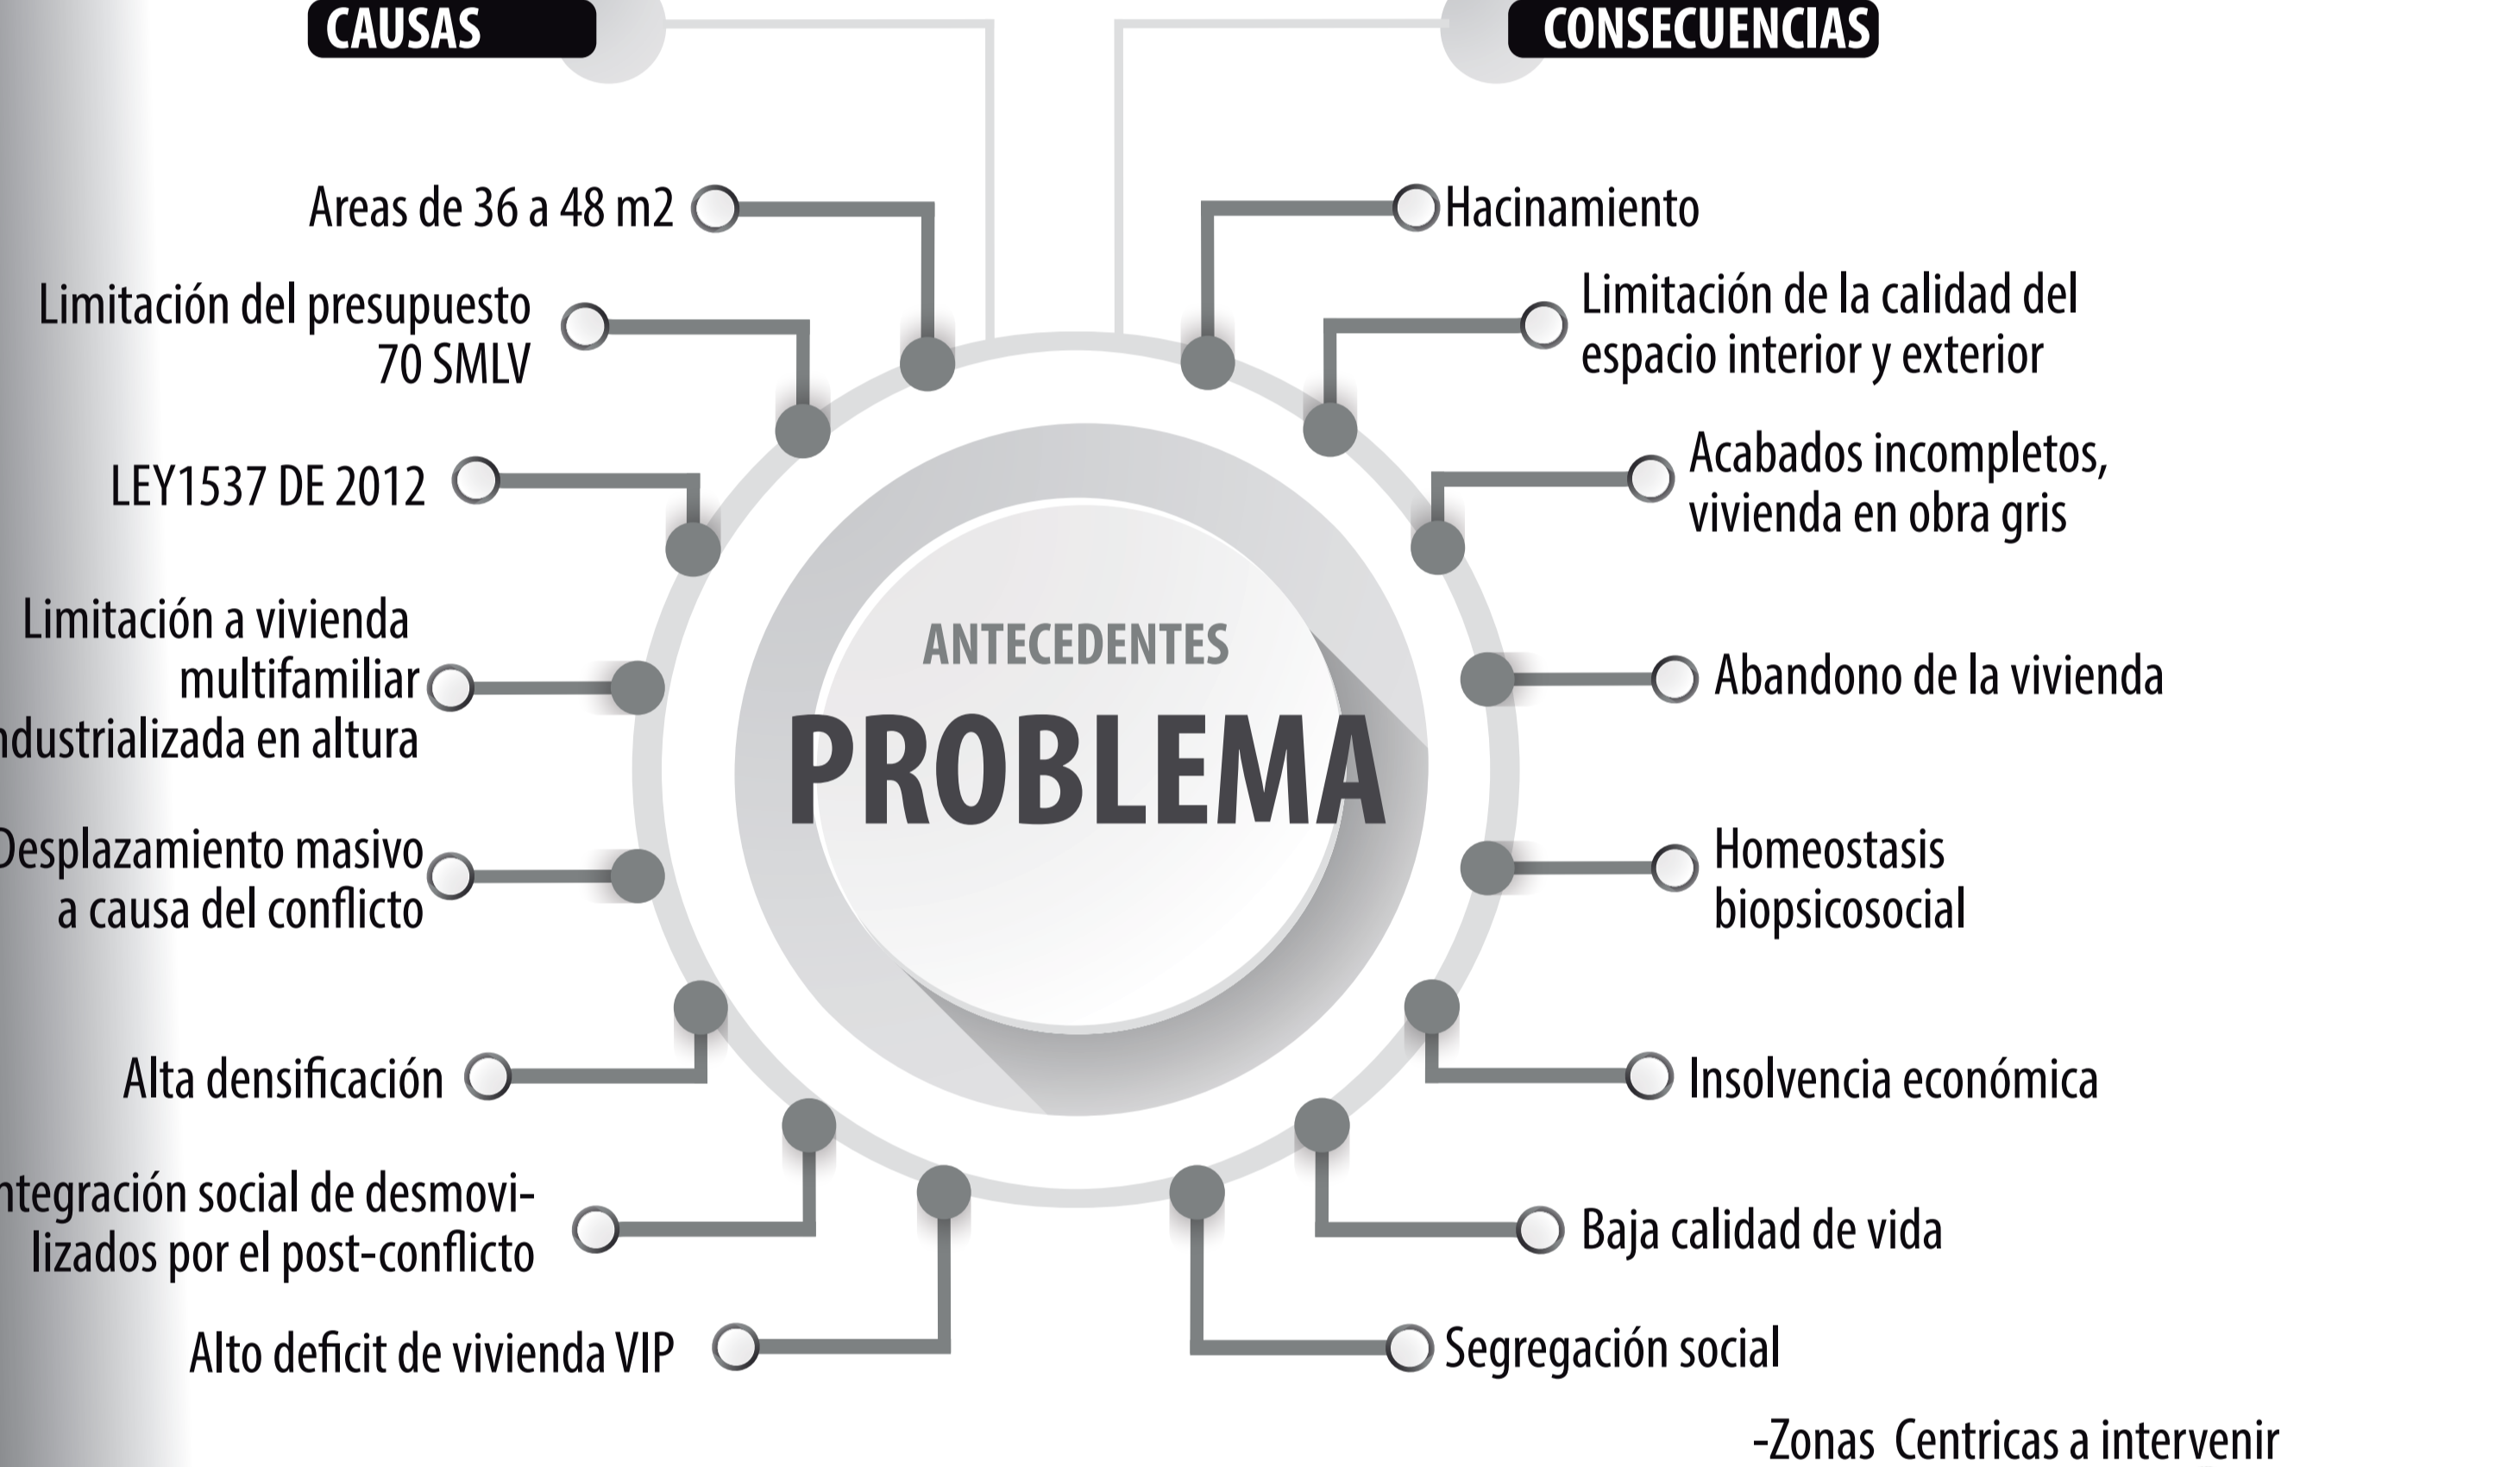 CAUSAS
Areas de 36 a 48 m2
Limitación del presupuesto
70 SMLV
LEY1537 DE 2012
Limitación a vivienda
multifamiliar
ndustrializada en altura
Desplazamiento masivo
a causa del conflicto
Alta densificación
ntegración social de desmovi-
lizados por el post-conflicto
Alto deficit de vivienda VIP
ANTECEDENTES
PROBLEMA
CONSECUENCIAS
Hacinamiento
Limitación de la calidad del
espacio interior y exterior
Acabados incompletos,
vivienda en obra gris
Abandono de la vivienda
Homeostasis
biopsicosocial
Insolvencia económica
Baja calidad de vida
Segregación social
-Zonas Centricas a intervenir